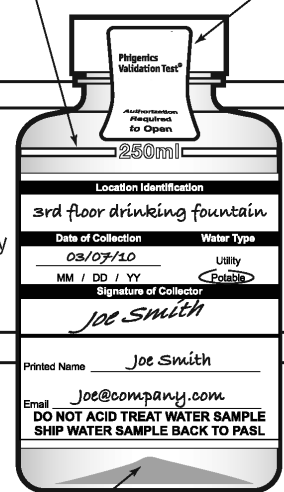 Phigenics
Validation Test®
Authorization
Required
to Open
250ml
Location Identification
3rd floor drinking fountain
Date of Collection Water Type
03/07/10 Utility
MM / DD / YY Potable
Signature of Collector
Joe Smith
Printed Name Joe Smith
Email Joe@company.com
DO NOT ACID TREAT WATER SAMPLE
SHIP WATER SAMPLE BACK TO PASL
y